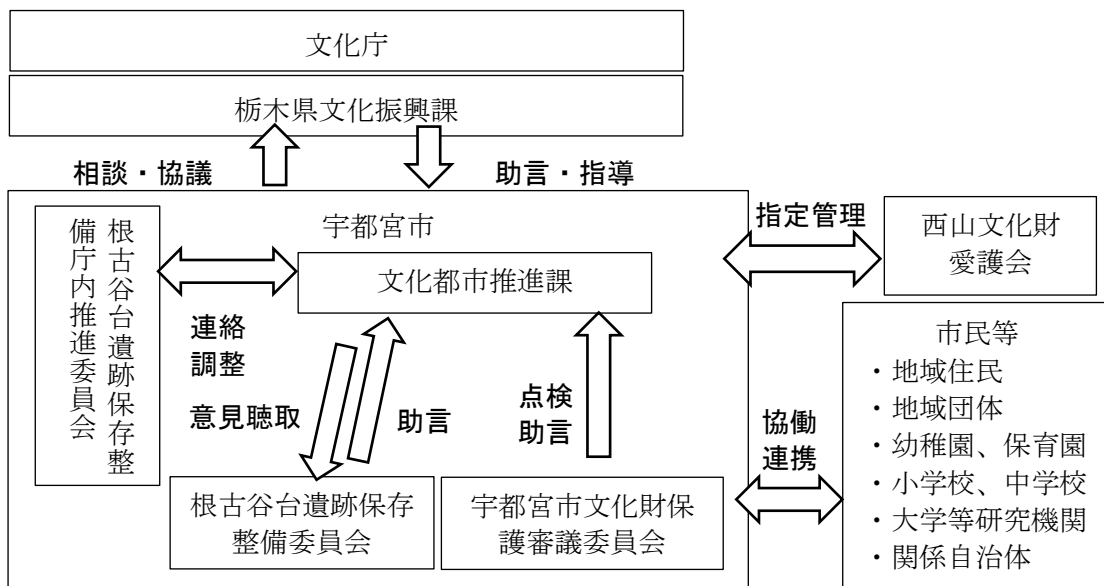 文化庁
栃木県文化振興課
相談・協議
助言・指導
宇都宮市
根古谷台遺跡保存整
備庁内推進委員会
文化都市推進課
連絡
調整
意見聴取
助言
点検
助言
根古谷台遺跡保存
整備委員会
宇都宮市文化財保
護審議委員会
指定管理
西山文化財
愛護会
協働
連携
市民等
・地域住民
・地域団体
・幼稚園、保育園
・小学校、中学校
・大学等研究機関
・関係自治体